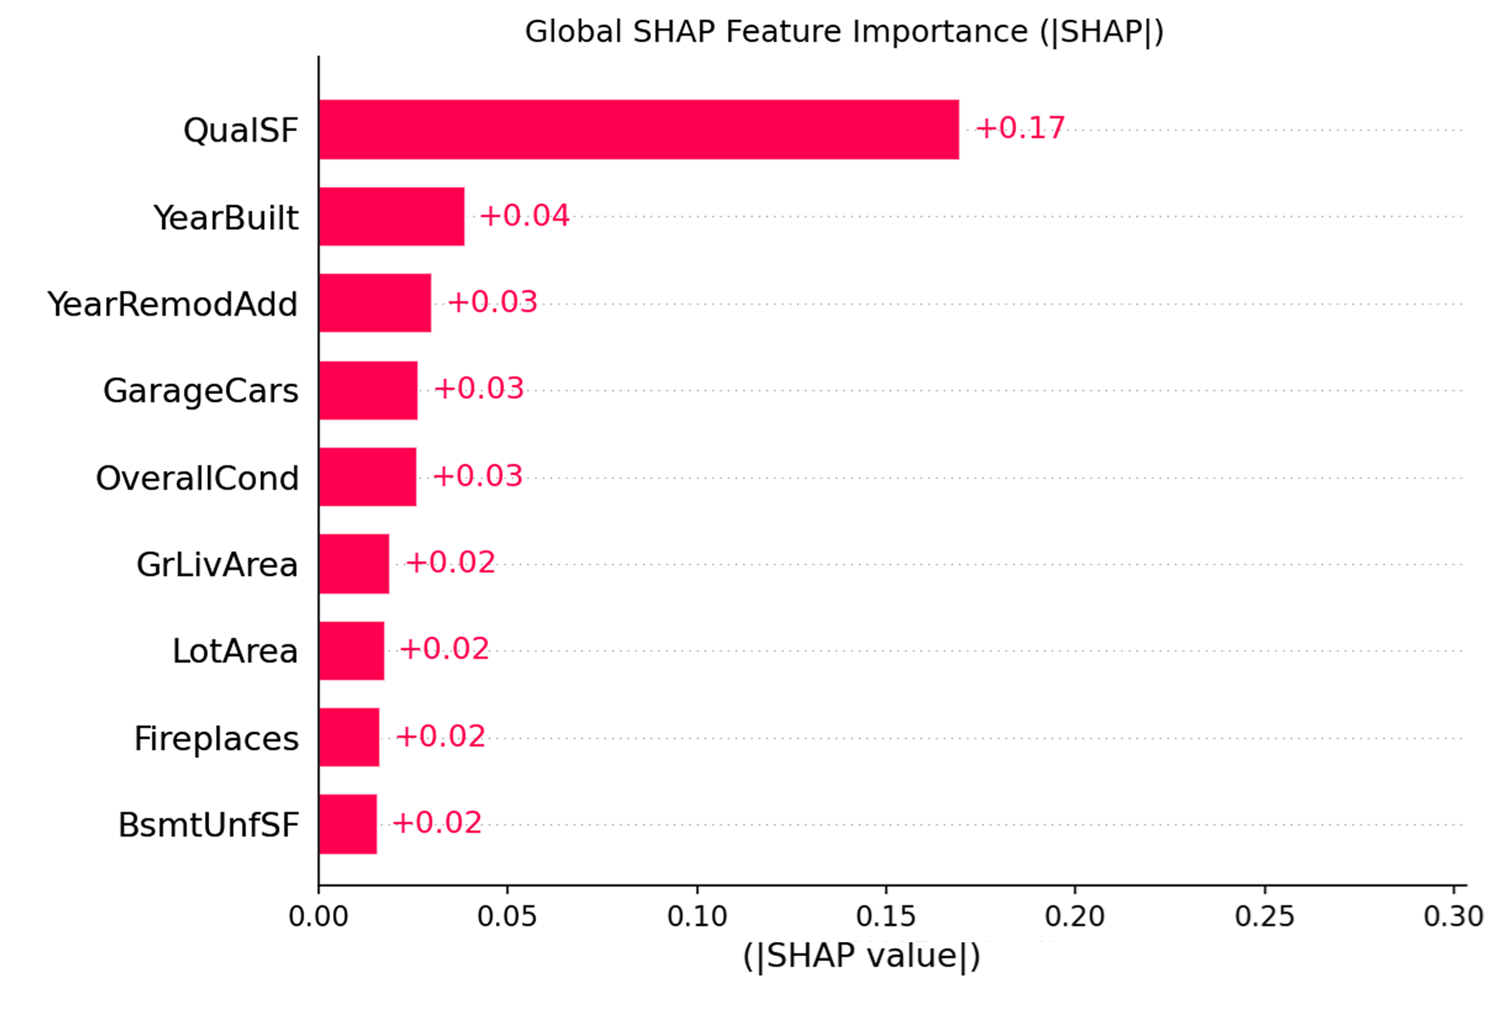 Global SHAP Feature Importance (|SHAP|)
QualSF +0.17
YearBuilt +0.04
YearRemodAdd +0.03
GarageCars +0.03
OverallCond +0.03
GrLivArea +0.02
LotArea +0.02
Fireplaces +0.02
BsmtUnfSF +0.02
0.00 0.05 0.10 0.15 0.20 0.25 0.30
(|SHAP value|)